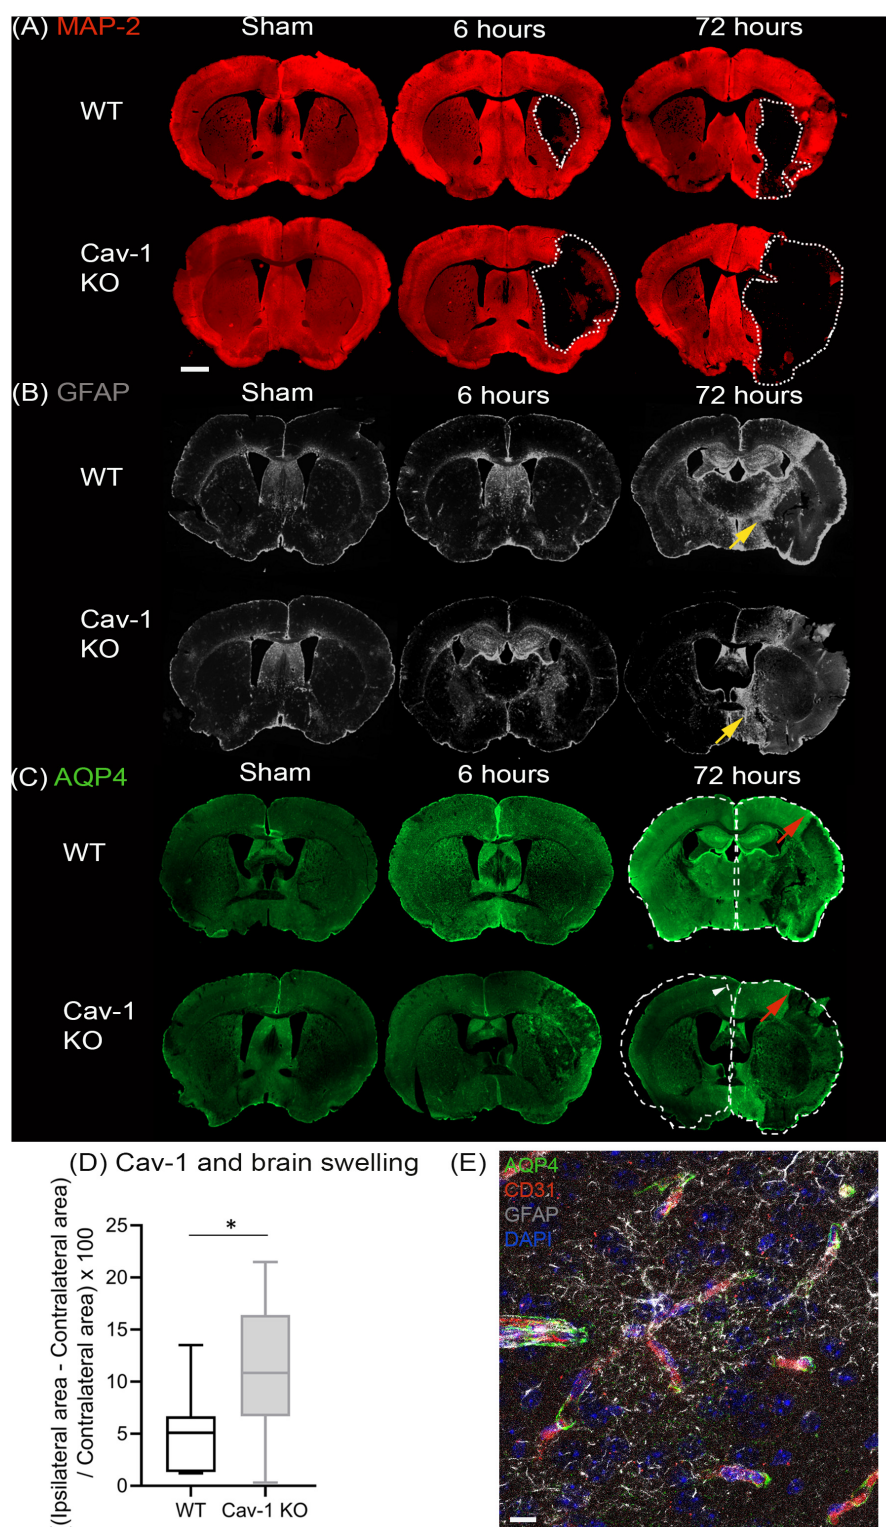 (A) MAP-2 Sham 6 hours 72 hours
WT
Cav-1
KO
(B) GFAP Sham 6 hours 72 hours
WT
Cav-1
KO
(C) AQP4 Sham 6 hours 72 hours
WT
Cav-1
KO
(D) Cav-1 and brain swelling
(Ipsilateral area - Contralateral area)
/ Contralateral area) x 100
25
20
15
10
5
0
*
WT Cav-1 KO
(E)
AQP4
CD31
GFAP
DAPI